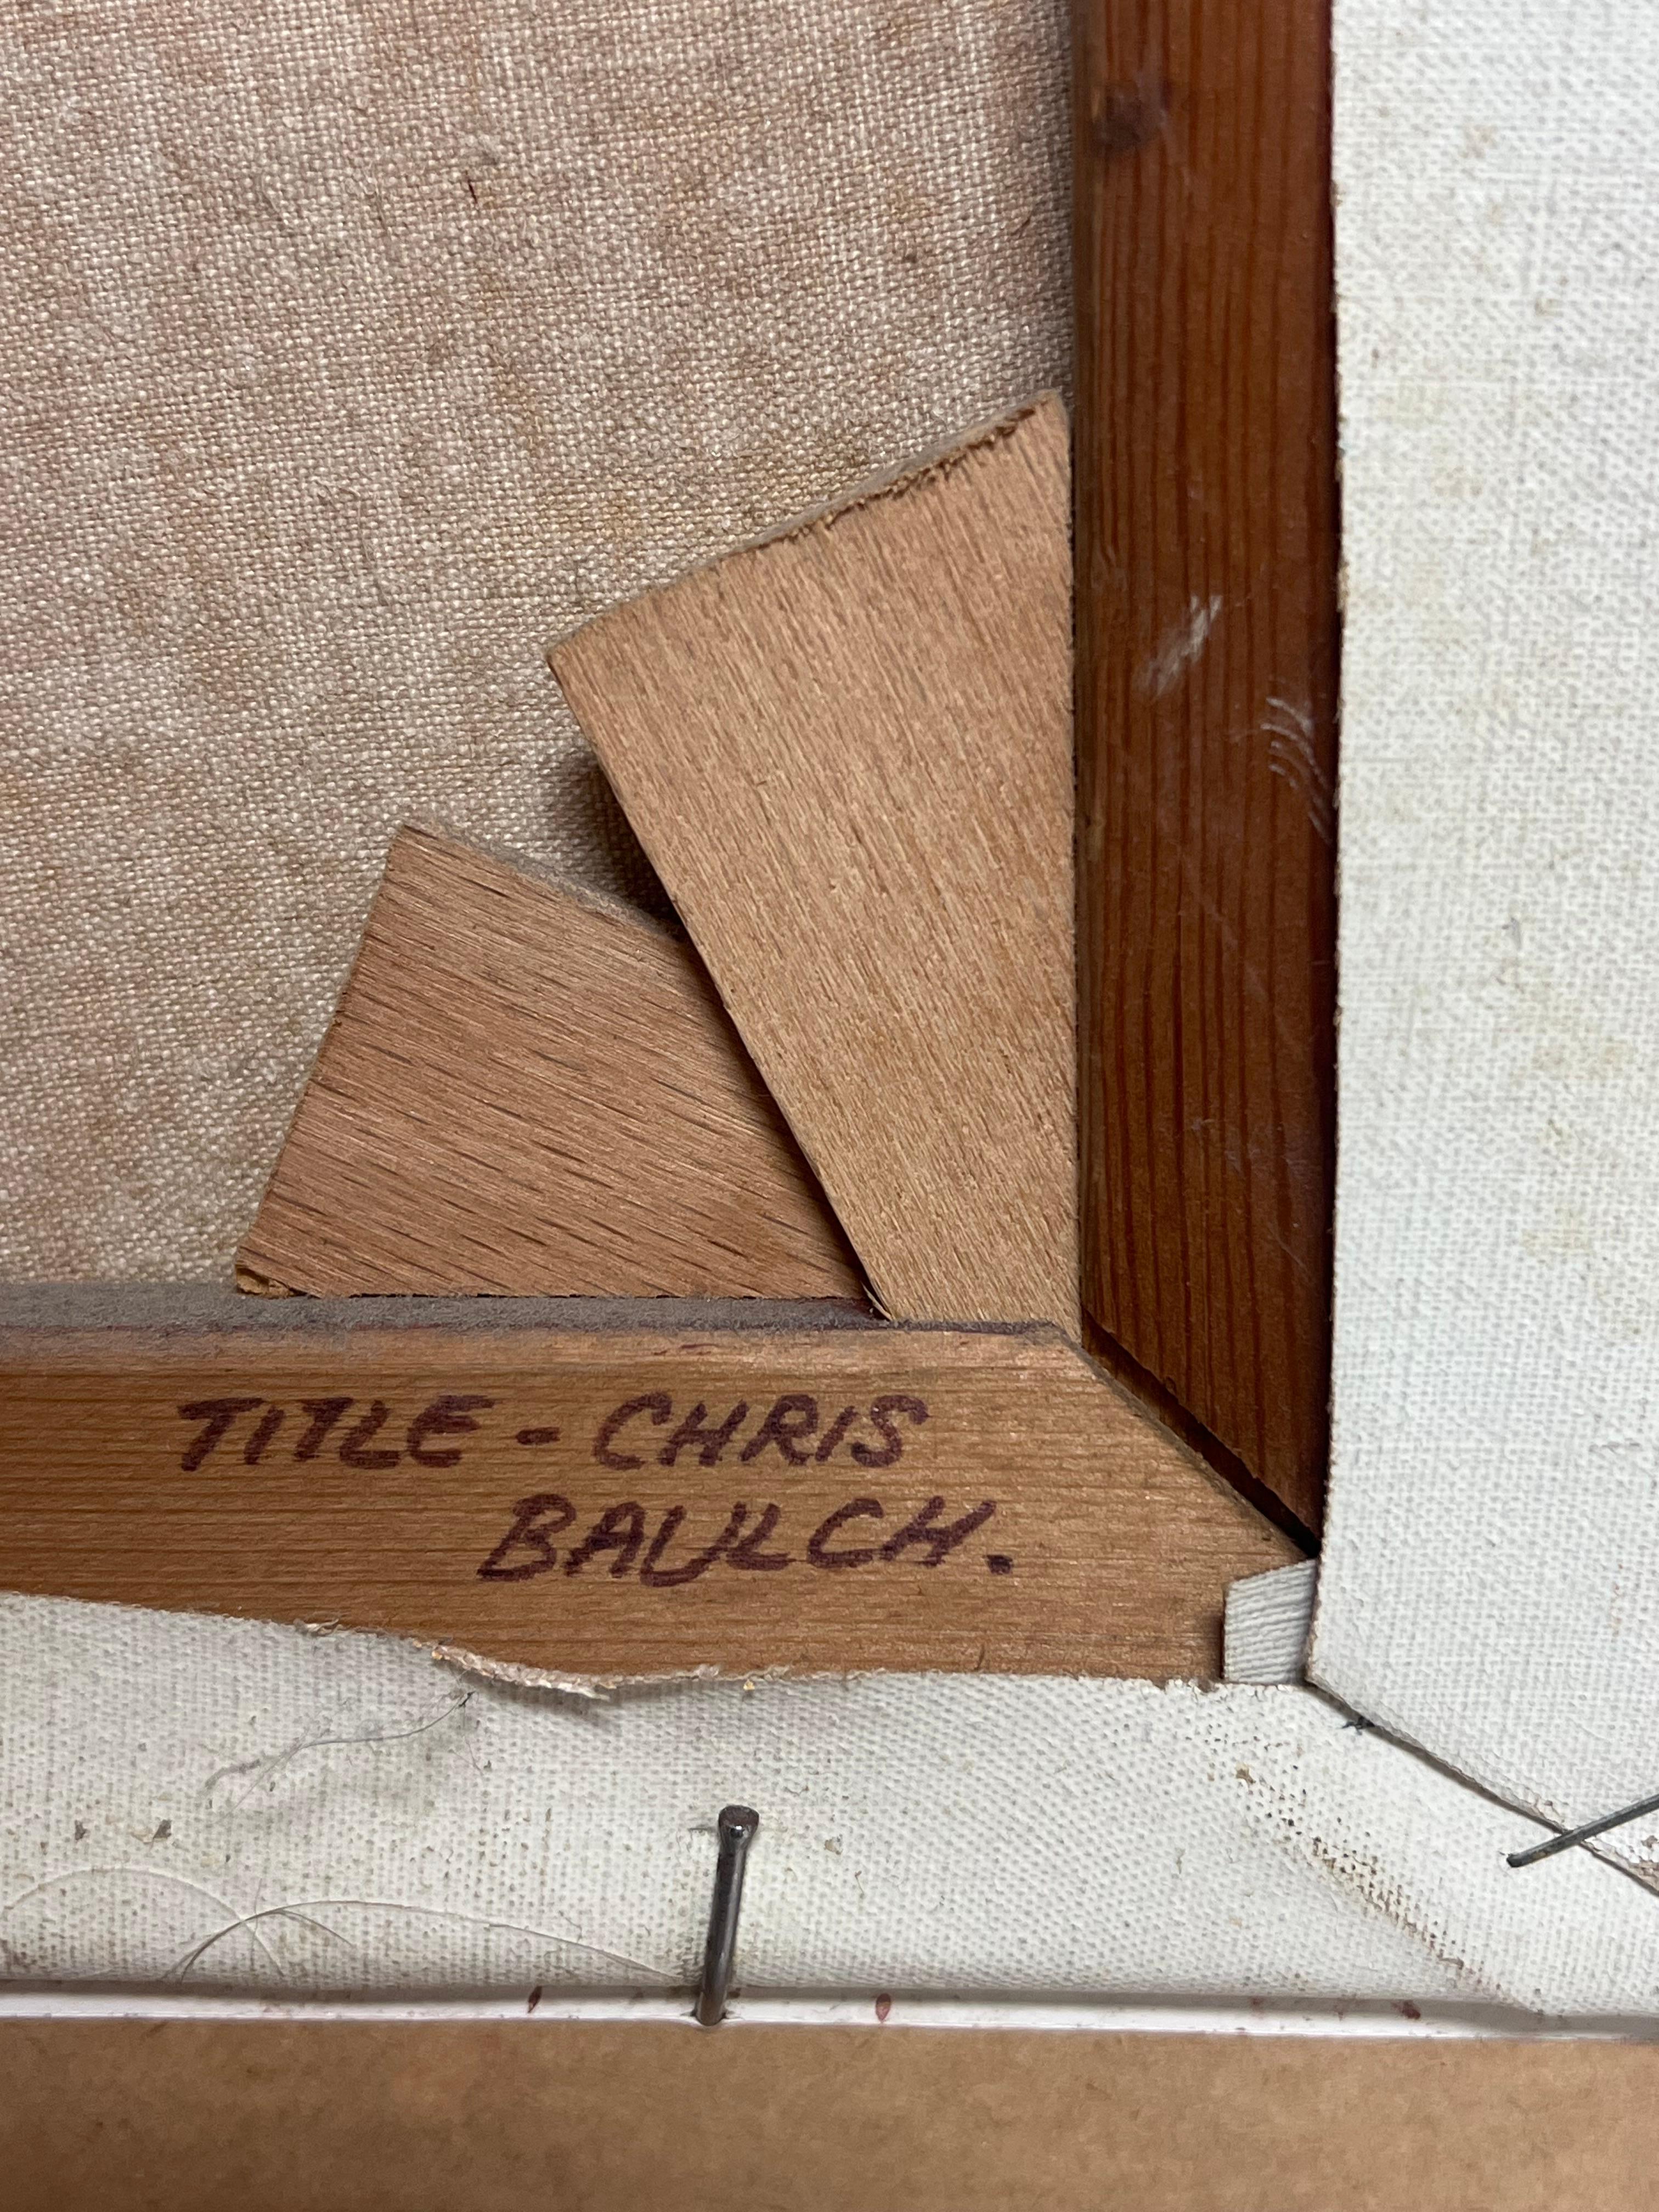 TITLE - CHRIS
BAULCH.